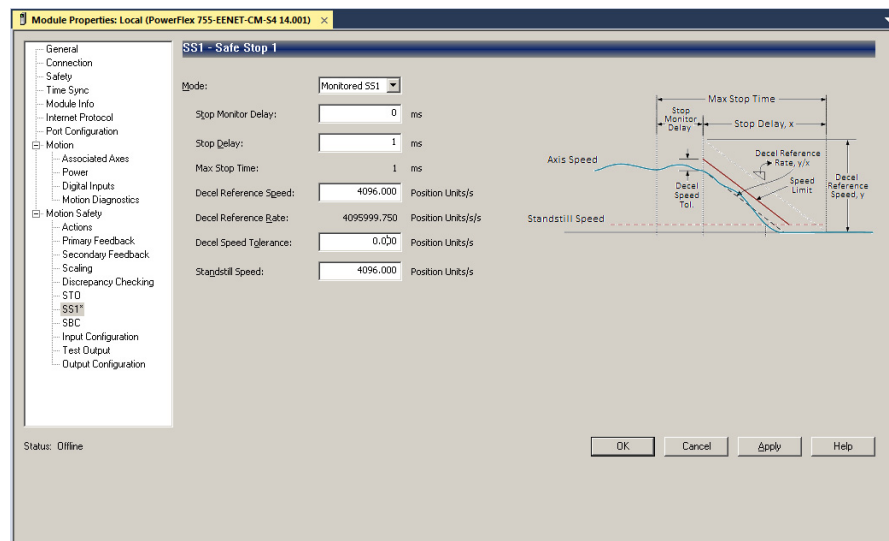 Module Properties: Local (PowerFlex 755-EENET-CM-S4 14.001) ×
General
Connection
Safety
Time Sync
Module Info
Internet Protocol
Port Configuration
Motion
Associated Axes
Power
Digital Inputs
Motion Diagnostics
Motion Safety
Actions
Primary Feedback
Secondary Feedback
Scaling
Discrepancy Checking
STO
SS1*
SBC
Input Configuration
Test Output
Output Configuration
SS1 - Safe Stop 1
Mode: Monitored SS1
Stop Monitor Delay: 0 ms
Stop Delay: 1 ms
Max Stop Time: 1 ms
Decel Reference Speed: 4096.000 Position Units/s
Decel Reference Rate: 4095999.750 Position Units/s/s
Decel Speed Tolerance: 0.000 Position Units/s
Standstill Speed: 4096.000 Position Units/s
Max Stop Time
Stop
Monitor
Delay
Stop Delay, x
Axis Speed
Decel Reference
Rate, y/x
Decel
Speed
Tol.
Speed
Limit
Decel
Reference
Speed, y
Standstill Speed
Status: Offline
OK Cancel Apply Help